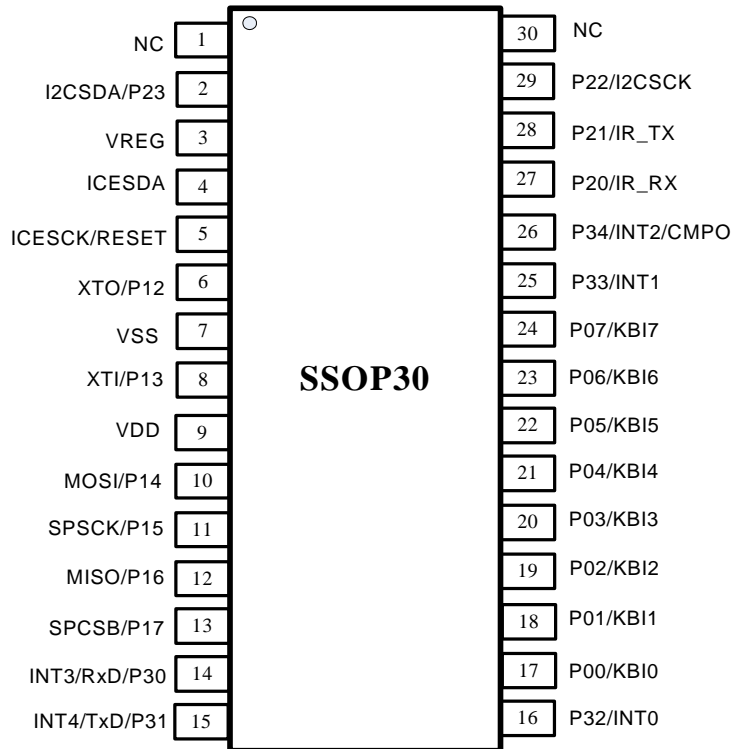 NC 1 30 NC
I2CSDA/P23 2 29 P22/I2CSCK
VREG 3 28 P21/IR_TX
ICESDA 4 27 P20/IR_RX
ICESCK/RESET 5 26 P34/INT2/CMPO
XTO/P12 6 25 P33/INT1
VSS 7 24 P07/KBI7
XTI/P13 8 SSOP30 23 P06/KBI6
VDD 9 22 P05/KBI5
MOSI/P14 10 21 P04/KBI4
SPSCK/P15 11 20 P03/KBI3
MISO/P16 12 19 P02/KBI2
SPCSB/P17 13 18 P01/KBI1
INT3/RxD/P30 14 17 P00/KBI0
INT4/TxD/P31 15 16 P32/INT0